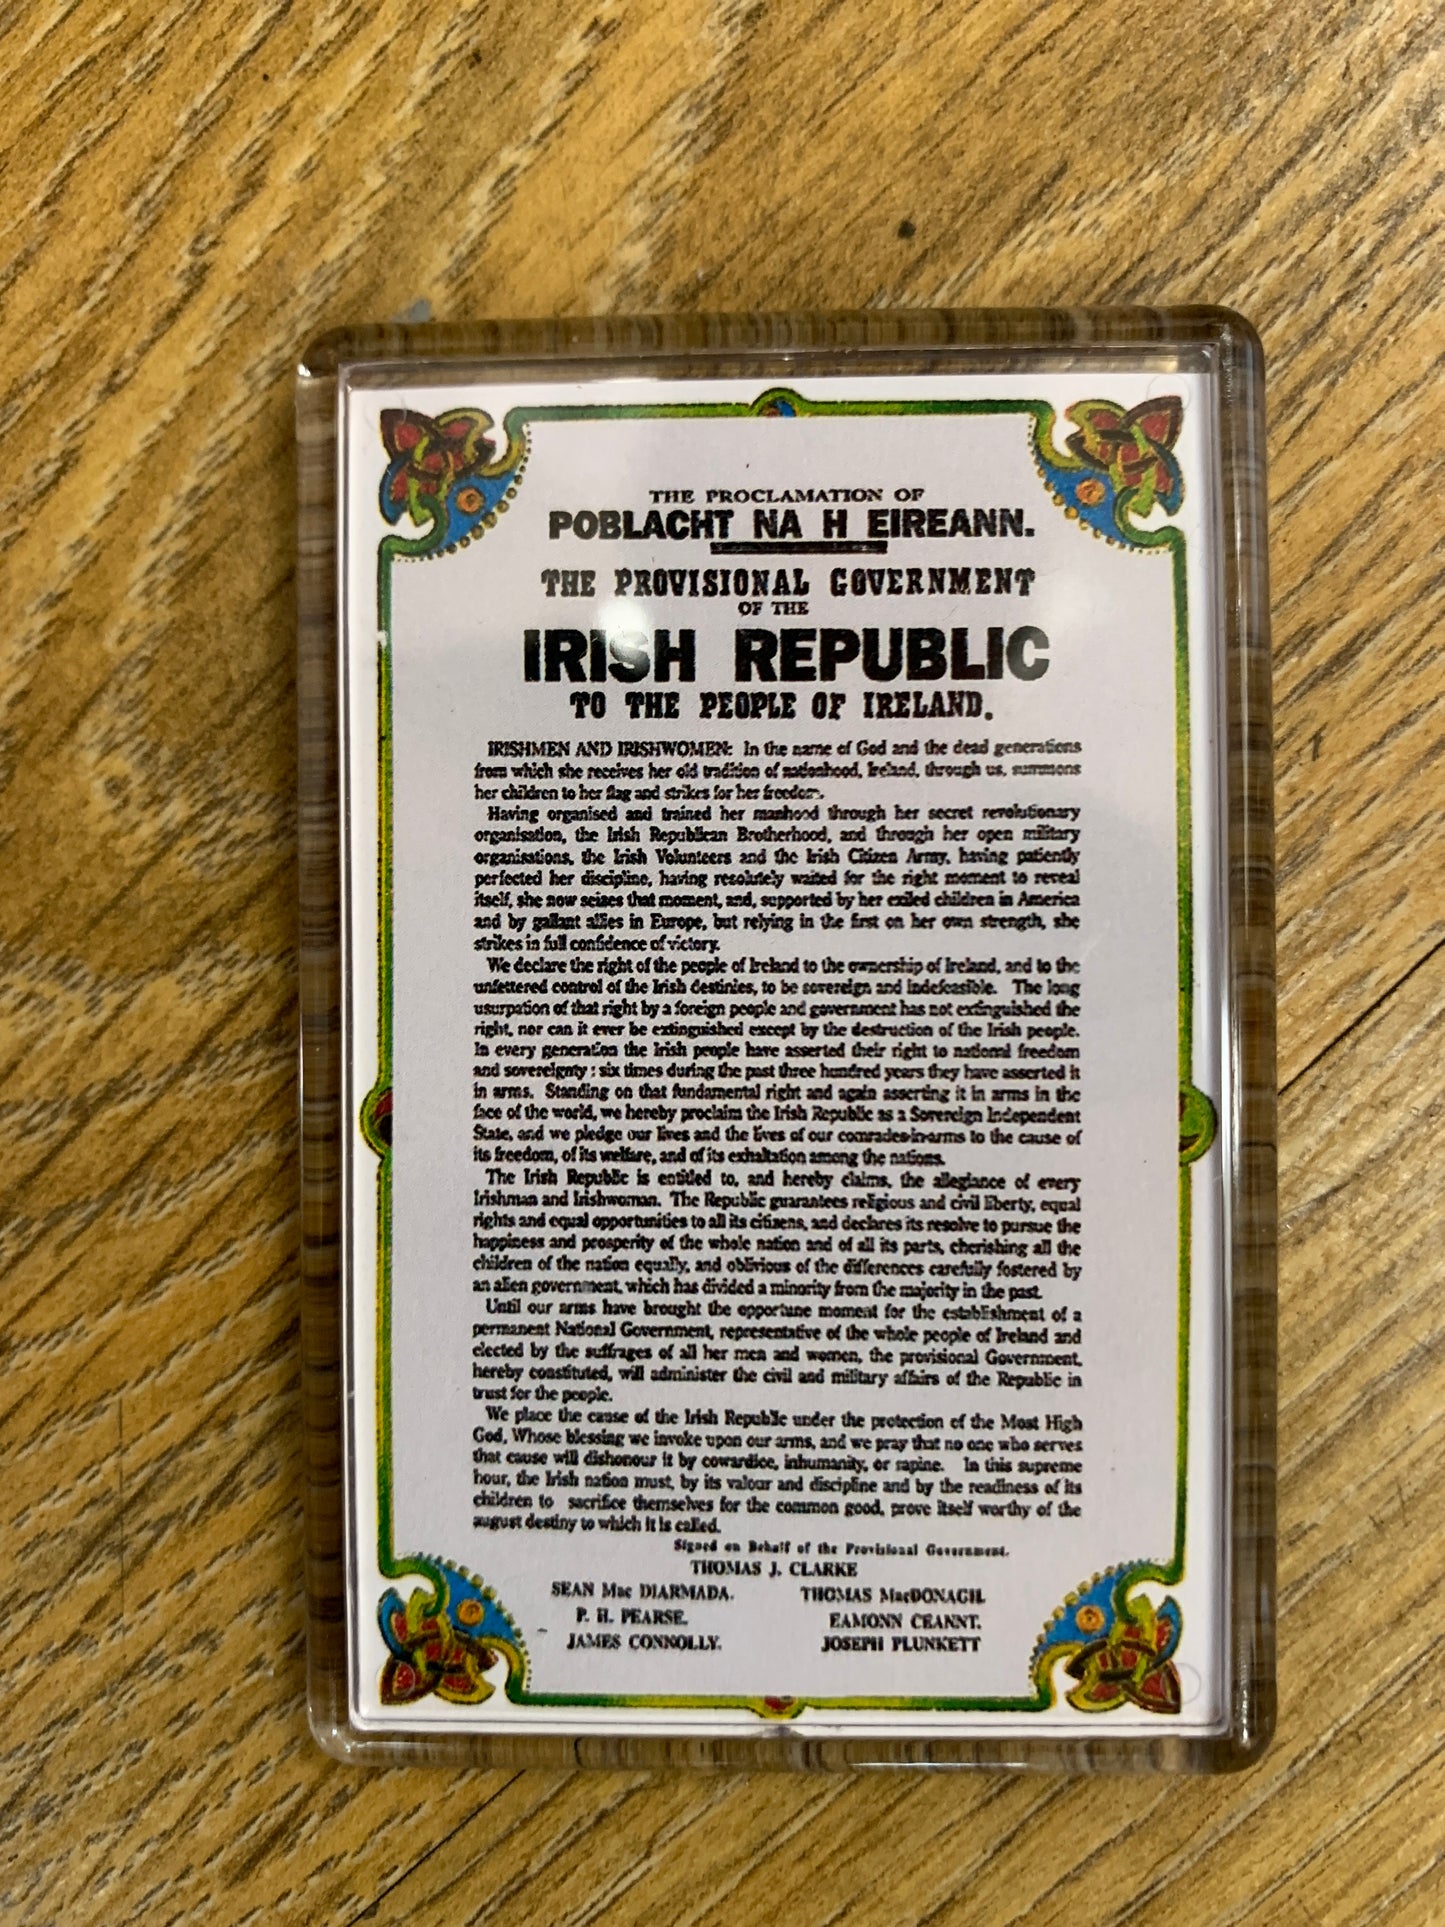 THE PROCLAMATION OF
POBLACHT NA H EIREANN.
THE PROVISIONAL GOVERNMENT
OF THE
IRISH REPUBLIC
TO THE PEOPLE OF IRELAND.
IRISHMEN AND IRISHWOMEN: In the name of God and the dead generations
from which she receives her old tradition of nationhood, Ireland, through us, summons
her children to her flag and strikes for her freedom.
Having organised and trained her manhood through her secret revolutionary
organisation, the Irish Republican Brotherhood, and through her open military
organisations, the Irish Volunteers and the Irish Citizen Army, having patiently
perfected her discipline, having resolutely waited for the right moment to reveal
itself, she now seizes that moment, and, supported by her exiled children in America
and by gallant allies in Europe, but relying in the first on her own strength, she
strikes in full confidence of victory.
We declare the right of the people of Ireland to the ownership of Ireland, and to the
unfettered control of the Irish destinies, to be sovereign and indefeasible. The long
usurpation of that right by a foreign people and government has not extinguished the
right, nor can it ever be extinguished except by the destruction of the Irish people.
In every generation the Irish people have asserted their right to national freedom
and sovereignty : six times during the past three hundred years they have asserted it
in arms. Standing on that fundamental right and again asserting it in arms in the
face of the world, we hereby proclaim the Irish Republic as a Sovereign Independent
State, and we pledge our lives and the lives of our comrades-in-arms to the cause of
its freedom, of its welfare, and of its exhaltation among the nations.
The Irish Republic is entitled to, and hereby claims, the allegiance of every
Irishman and Irishwoman. The Republic guarantees religious and civil liberty, equal
rights and equal opportunities to all its citizens, and declares its resolve to pursue the
happiness and prosperity of the whole nation and of all its parts, cherishing all the
children of the nation equally, and oblivious of the differences carefully fostered by
an alien government, which has divided a minority from the majority in the past.
Until our arms have brought the opportune moment for the establishment of a
permanent National Government, representative of the whole people of Ireland and
elected by the suffrages of all her men and women, the provisional Government,
hereby constituted, will administer the civil and military affairs of the Republic in
trust for the people.
We place the cause of the Irish Republic under the protection of the Most High
God, Whose blessing we invoke upon our arms, and we pray that no one who serves
that cause will dishonour it by cowardice, inhumanity, or rapine. In this supreme
hour, the Irish nation must, by its valour and discipline and by the readiness of its
children to sacrifice themselves for the common good, prove itself worthy of the
august destiny to which it is called.
Signed on Behalf of the Provisional Government.
THOMAS J. CLARKE
SEAN Mac DIARMADA. THOMAS MacDONAGH.
P. H. PEARSE. EAMONN CEANNT.
JAMES CONNOLLY. JOSEPH PLUNKETT